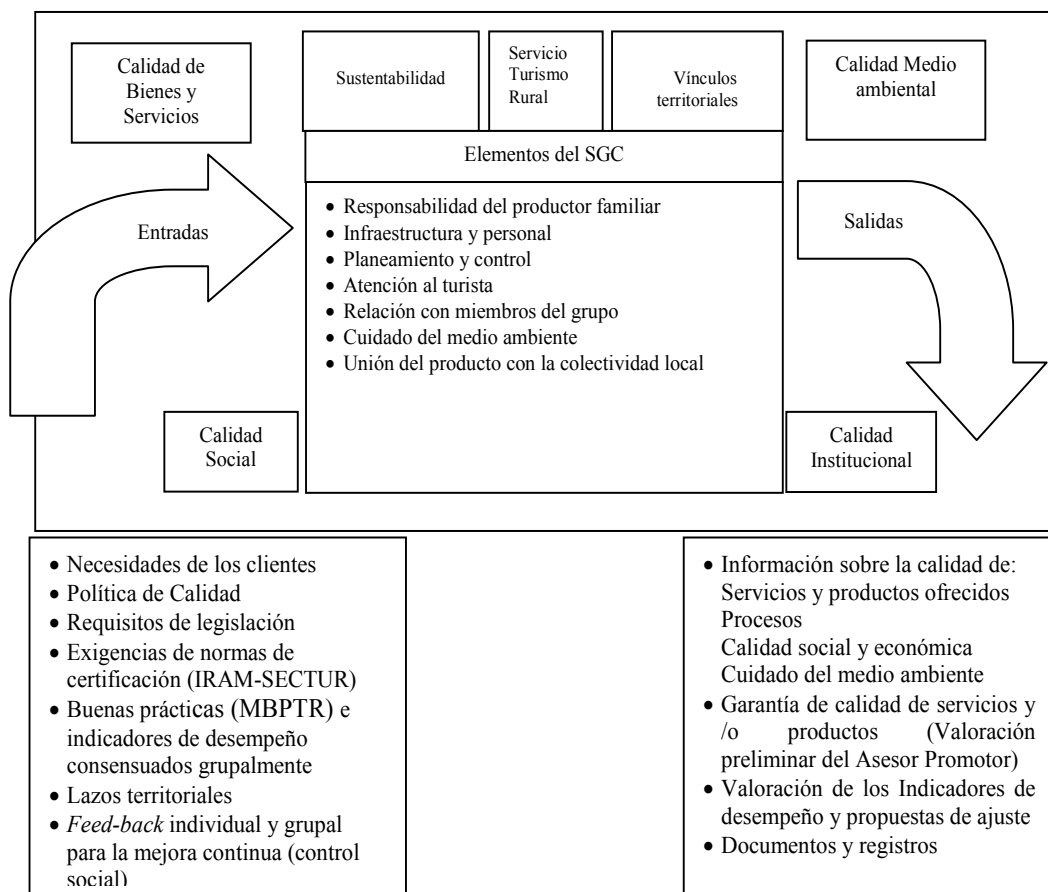 Calidad de
Bienes y
Servicios
Sustentabilidad
Servicio
Turismo
Rural
Vínculos
territoriales
Calidad Medio
ambiental
Elementos del SGC
Entradas
• Responsabilidad del productor familiar
• Infraestructura y personal
• Planeamiento y control
• Atención al turista
• Relación con miembros del grupo
• Cuidado del medio ambiente
• Unión del producto con la colectividad local
Salidas
Calidad
Social
Calidad
Institucional
• Necesidades de los clientes
• Política de Calidad
• Requisitos de legislación
• Exigencias de normas de
certificación (IRAM-SECTUR)
• Buenas prácticas (MBPTR) e
indicadores de desempeño
consensuados grupalmente
• Lazos territoriales
• Feed-back individual y grupal
para la mejora continua (control
social)
• Información sobre la calidad de:
Servicios y productos ofrecidos
Procesos
Calidad social y económica
Cuidado del medio ambiente
• Garantía de calidad de servicios y
/o productos (Valoración
preliminar del Asesor Promotor)
• Valoración de los Indicadores de
desempeño y propuestas de ajuste
• Documentos y registros